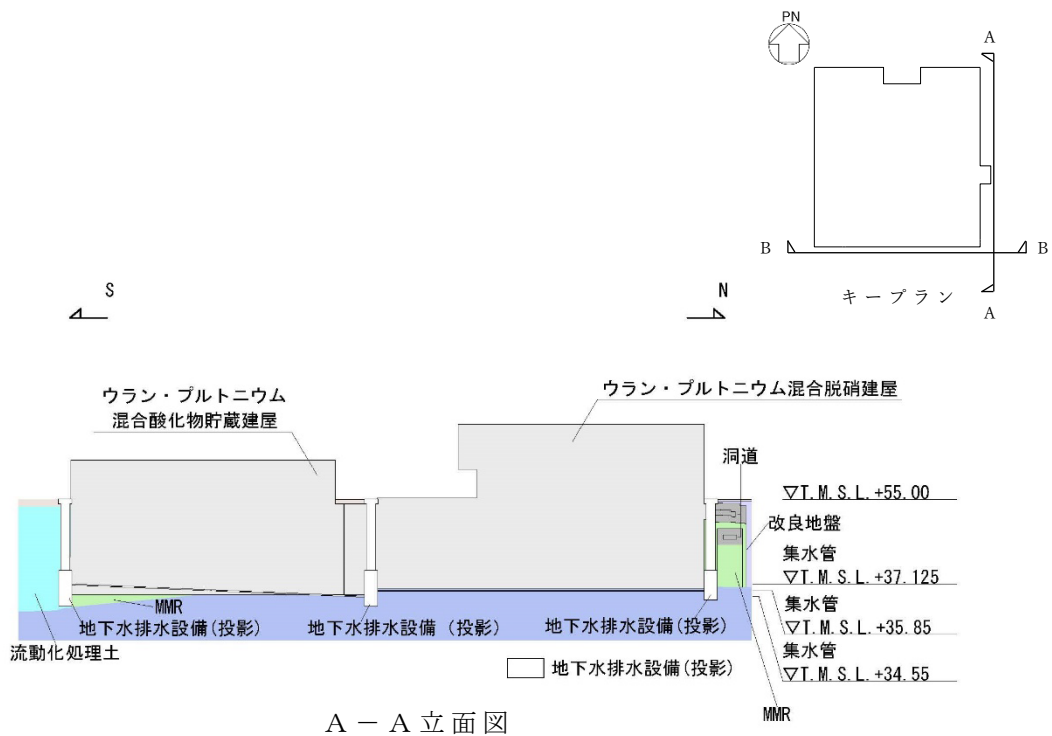 PN
A
B
B
キープラン
A
S
N
ウラン・プルトニウム
混合酸化物貯蔵建屋
ウラン・プルトニウム混合脱硝建屋
洞道
▽T.M.S.L.+55.00
改良地盤
集水管
▽T.M.S.L.+37.125
集水管
▽T.M.S.L.+35.85
集水管
▽T.M.S.L.+34.55
MMR
MMR
地下水排水設備(投影)
地下水排水設備(投影)
地下水排水設備(投影)
流動化処理土
地下水排水設備(投影)
A-A立面図